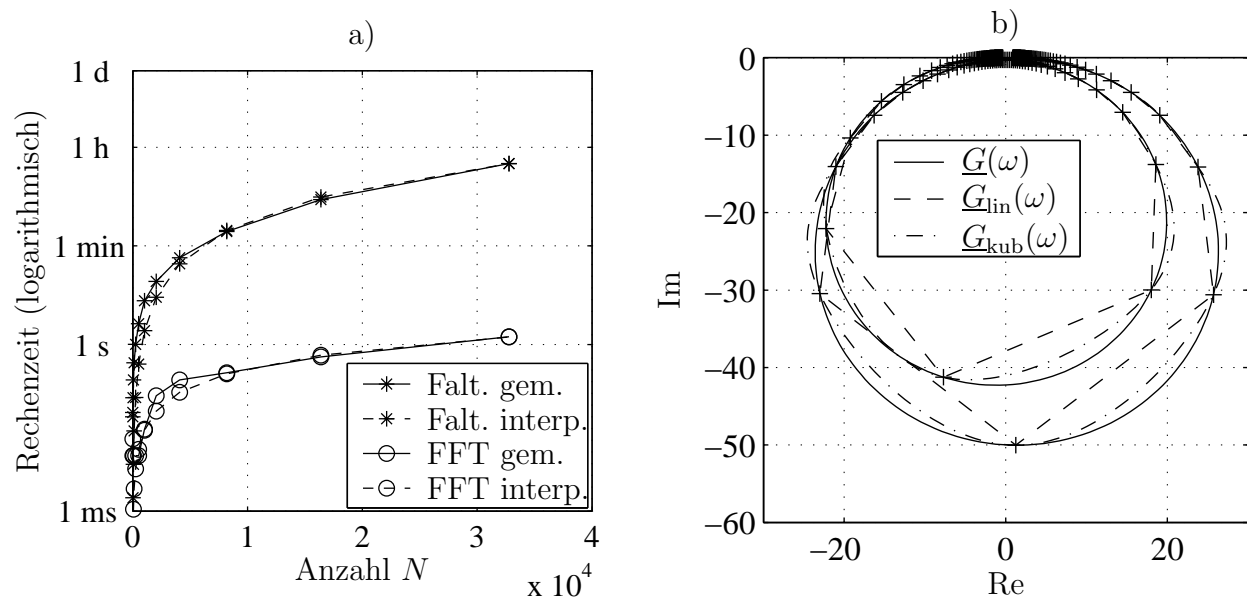 a)
Rechenzeit (logarithmisch)
1 d
1 h
1 min
1 s
1 ms
Falt. gem.
Falt. interp.
FFT gem.
FFT interp.
0
1
2
3
4
Anzahl N
x 10^4
b)
Im
0
−10
−20
−30
−40
−50
−60
G(ω)
G_lin(ω)
G_kub(ω)
−20
0
20
Re